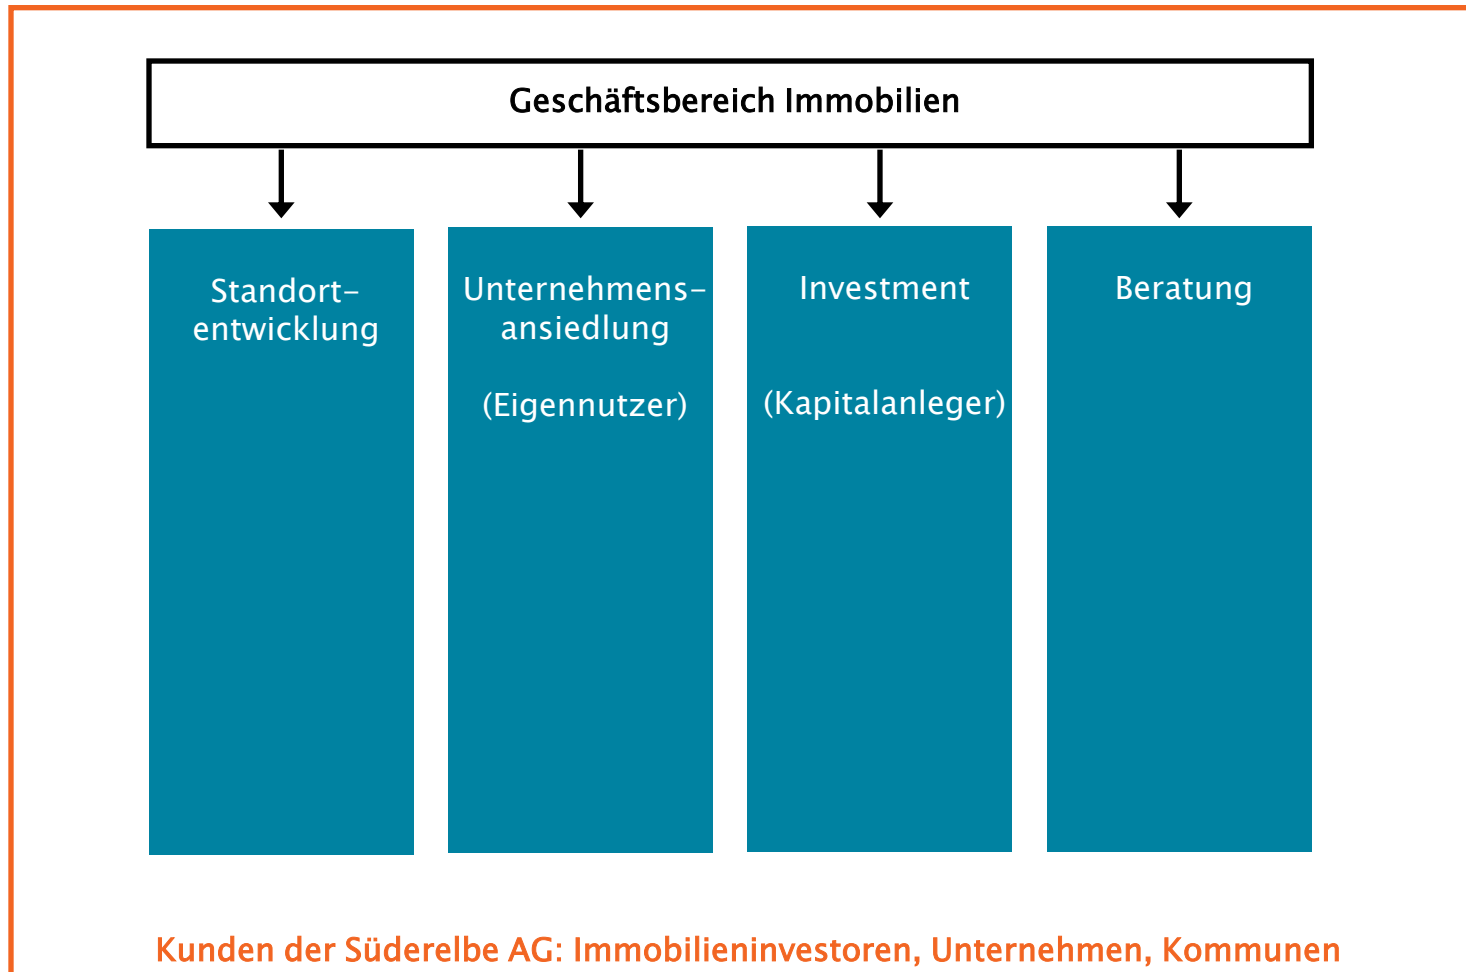 Geschäftsbereich Immobilien
Standort-
entwicklung
Unternehmens-
ansiedlung
(Eigennutzer)
Investment
(Kapitalanleger)
Beratung
Kunden der Süderelbe AG: Immobilieninvestoren, Unternehmen, Kommunen